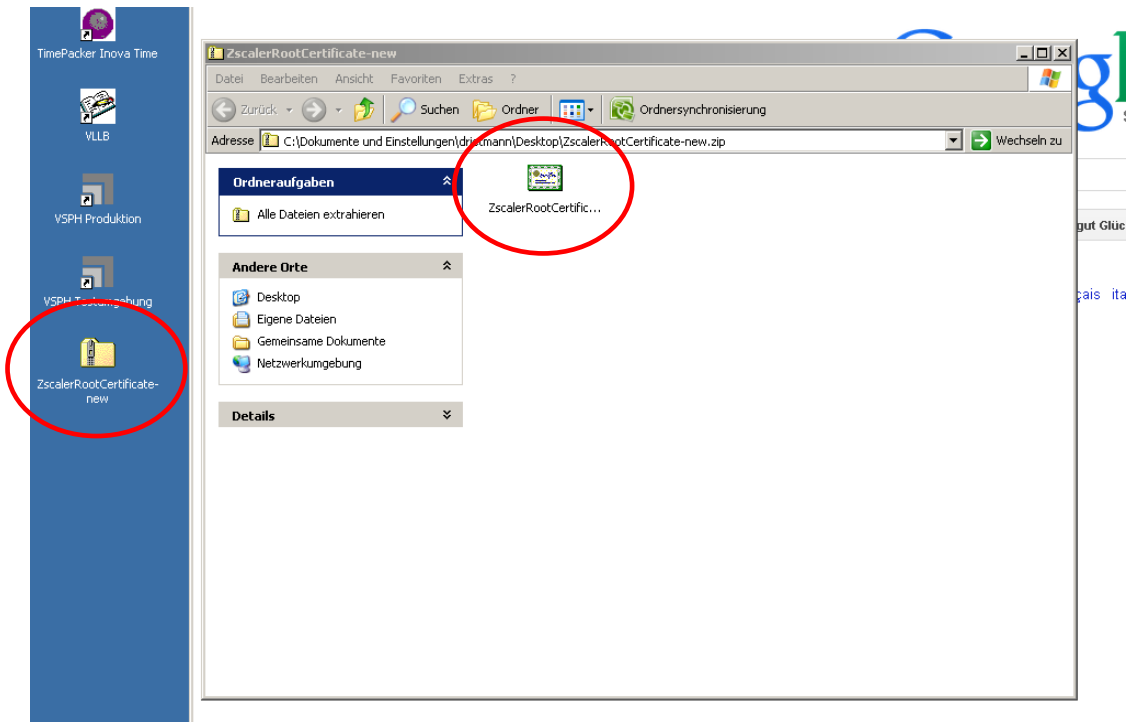 TimePacker Inova Time
VLLB
VSPH Produktion
VSPH Testumgebung
ZscalerRootCertificate-
new
ZscalerRootCertificate-new
Datei Bearbeiten Ansicht Favoriten Extras ?
Zurück Suchen Ordner Ordnersynchronisierung
Adresse C:\Dokumente und Einstellungen\dristmann\Desktop\ZscalerRootCertificate-new.zip Wechseln zu
Ordneraufgaben
Alle Dateien extrahieren
Andere Orte
Desktop
Eigene Dateien
Gemeinsame Dokumente
Netzwerkumgebung
Details
ZscalerRootCertific...
gl
gut Glüc
çais ita